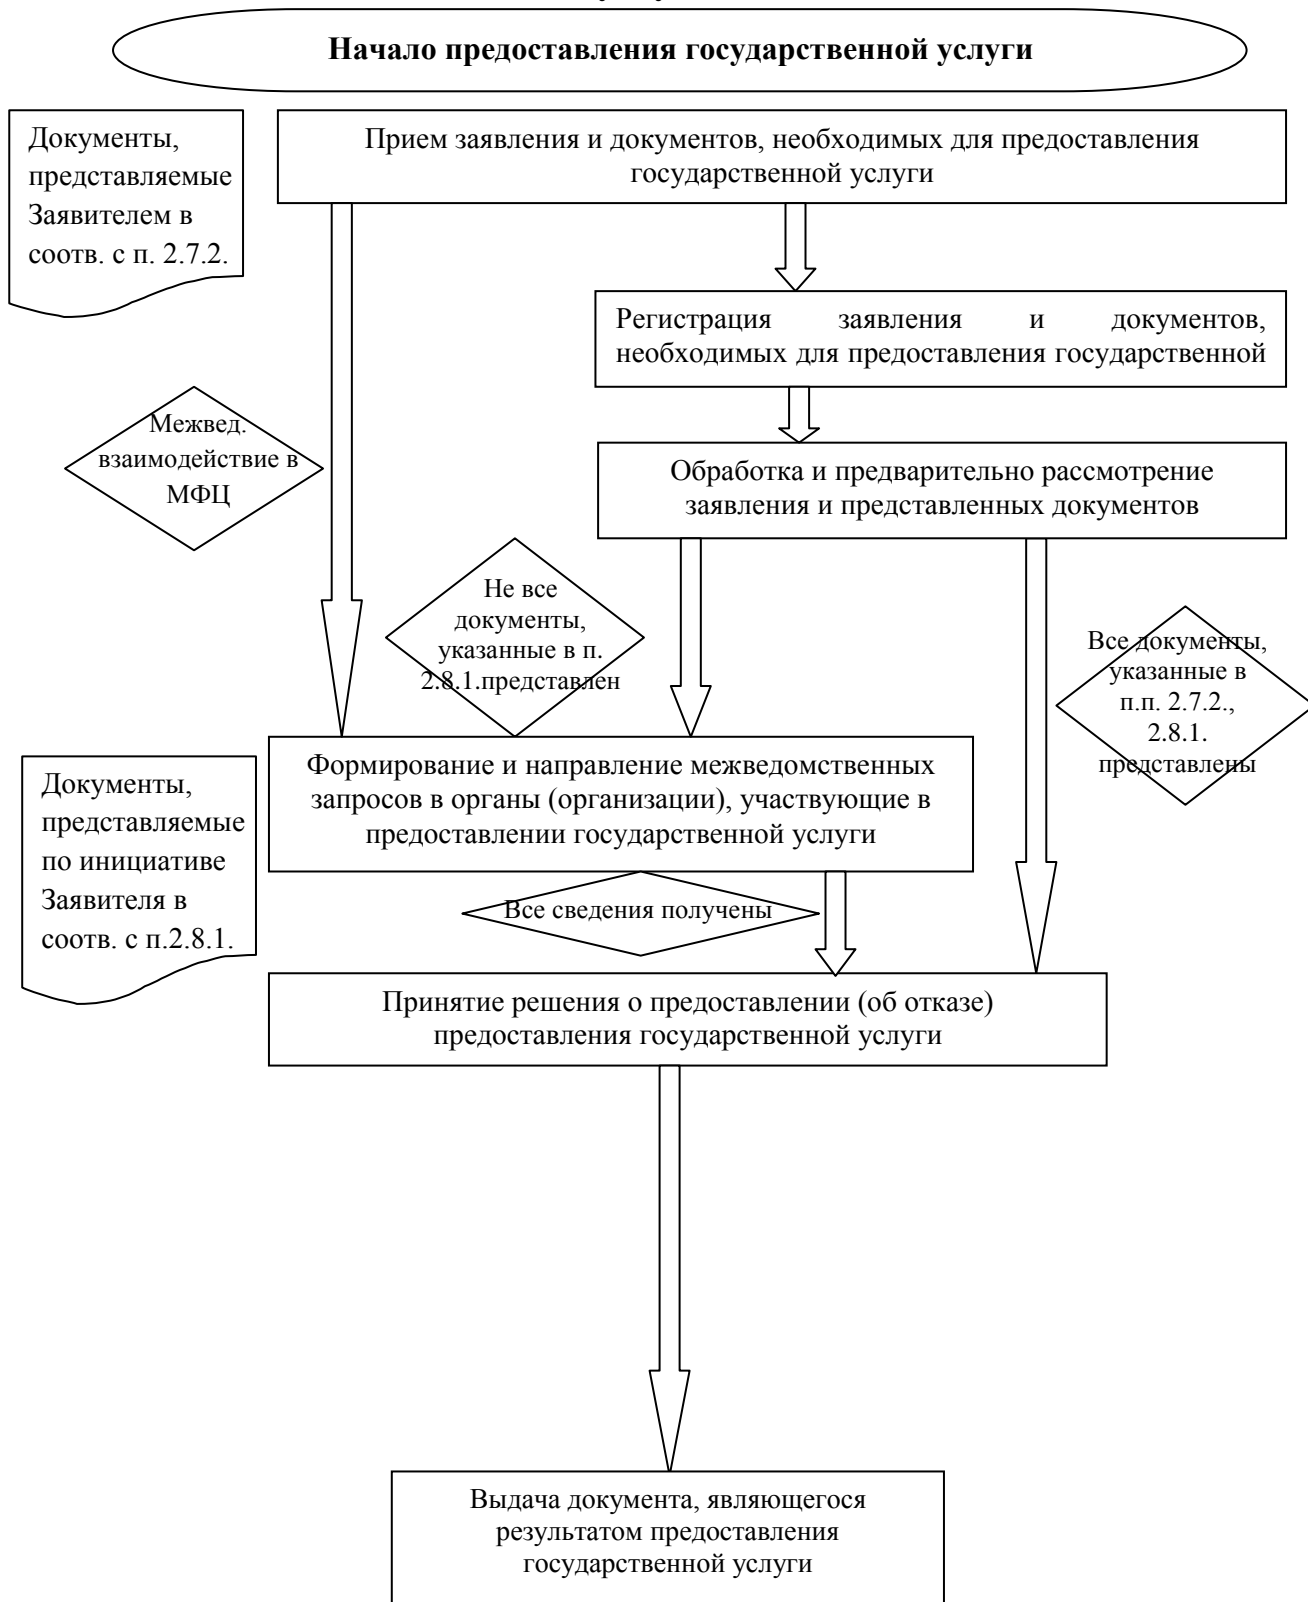 Начало предоставления государственной услуги
Документы,
представляемые
Заявителем в
соотв. с п. 2.7.2.
Прием заявления и документов, необходимых для предоставления
государственной услуги
Регистрация заявления и документов,
необходимых для предоставления государственной
Межвед.
взаимодействие в
МФЦ
Обработка и предварительно рассмотрение
заявления и представленных документов
Не все
документы,
указанные в п.
2.8.1.представлен
Все документы,
указанные в
п.п. 2.7.2.,
2.8.1.
представлены
Формирование и направление межведомственных
запросов в органы (организации), участвующие в
предоставлении государственной услуги
Документы,
представляемые
по инициативе
Заявителя в
соотв. с п.2.8.1.
Все сведения получены
Принятие решения о предоставлении (об отказе)
предоставления государственной услуги
Выдача документа, являющегося
результатом предоставления
государственной услуги